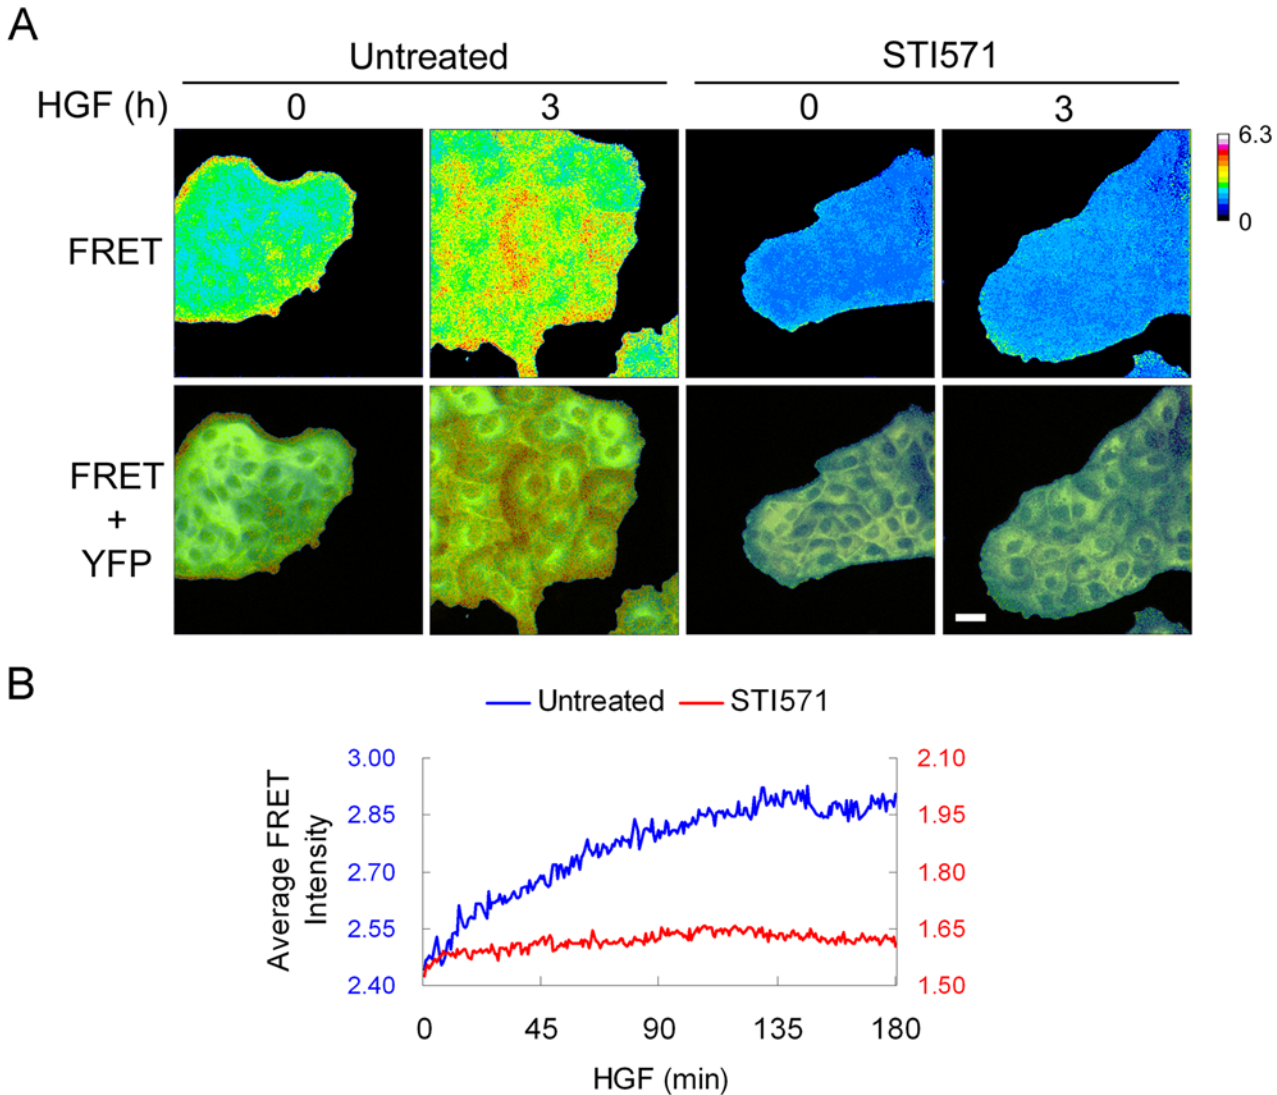 A
Untreated STI571
HGF (h) 0 3 0 3
6.3
0
FRET
FRET
+
YFP
B
Untreated STI571
Average FRET
Intensity
3.00 2.10
2.85 1.95
2.70 1.80
2.55 1.65
2.40 1.50
0 45 90 135 180
HGF (min)